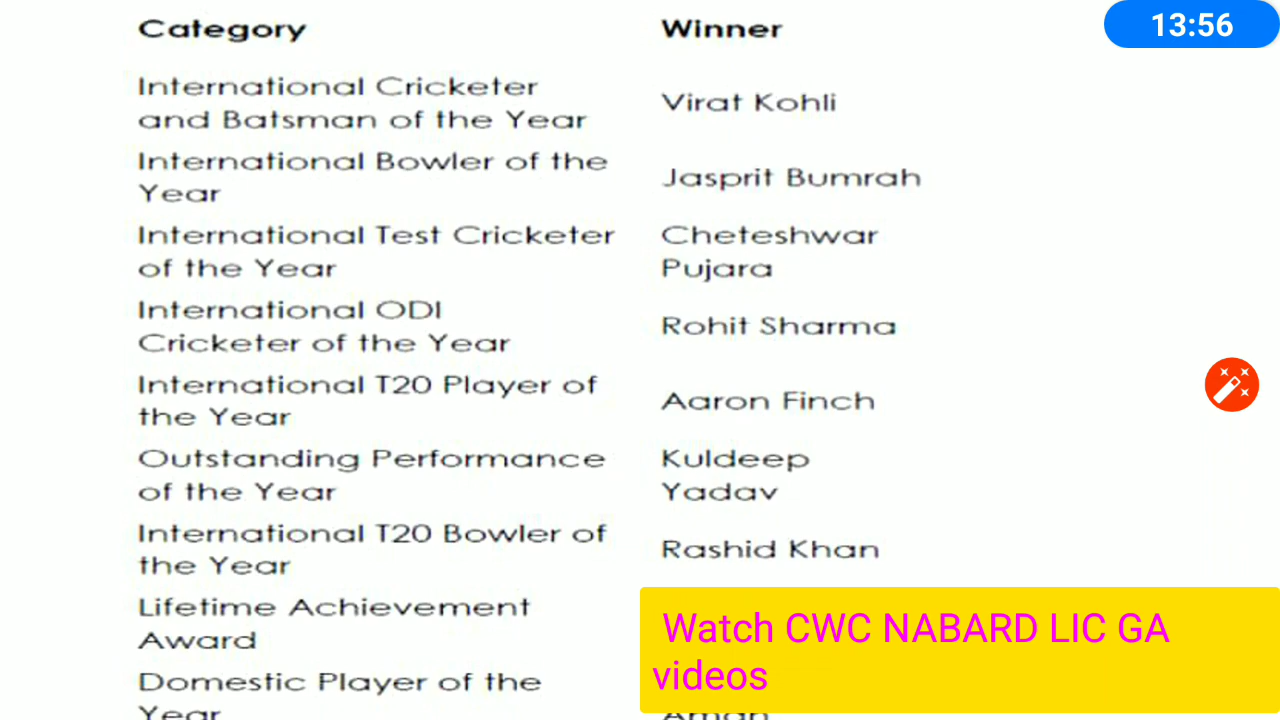 Category Winner
13:56
International Cricketer
and Batsman of the Year
Virat Kohli
International Bowler of the
Year
Jasprit Bumrah
International Test Cricketer
of the Year
Cheteshwar
Pujara
International ODI
Cricketer of the Year
Rohit Sharma
International T20 Player of
the Year
Aaron Finch
Outstanding Performance
of the Year
Kuldeep
Yadav
International T20 Bowler of
the Year
Rashid Khan
Lifetime Achievement
Award
Domestic Player of the
Year
Watch CWC NABARD LIC GA
videos